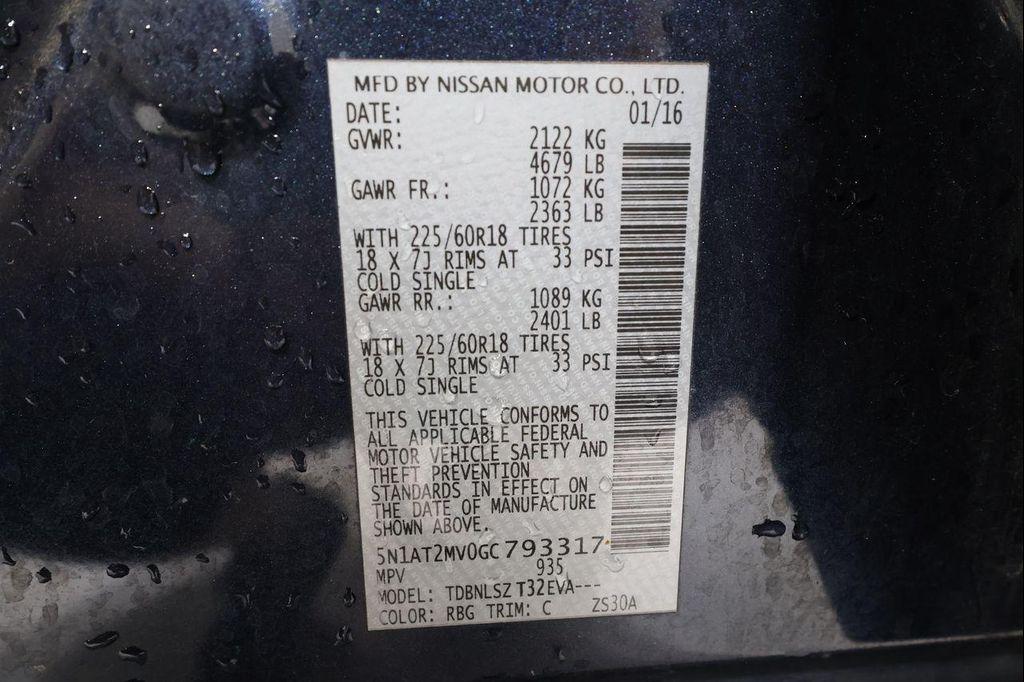 MFD BY NISSAN MOTOR CO., LTD.
DATE: 01/16
GVWR: 2122 KG
4679 LB
GAWR FR.: 1072 KG
2363 LB
WITH 225/60R18 TIRES
18 X 7J RIMS AT 33 PSI
COLD SINGLE
GAWR RR.: 1089 KG
2401 LB
WITH 225/60R18 TIRES
18 X 7J RIMS AT 33 PSI
COLD SINGLE
THIS VEHICLE CONFORMS TO
ALL APPLICABLE FEDERAL
MOTOR VEHICLE SAFETY AND
THEFT PREVENTION
STANDARDS IN EFFECT ON
THE DATE OF MANUFACTURE
SHOWN ABOVE.
5N1AT2MV0GC793317
MPV 935
MODEL: TDBNLSZ T32EVA---
COLOR: RBG TRIM: C ZS30A